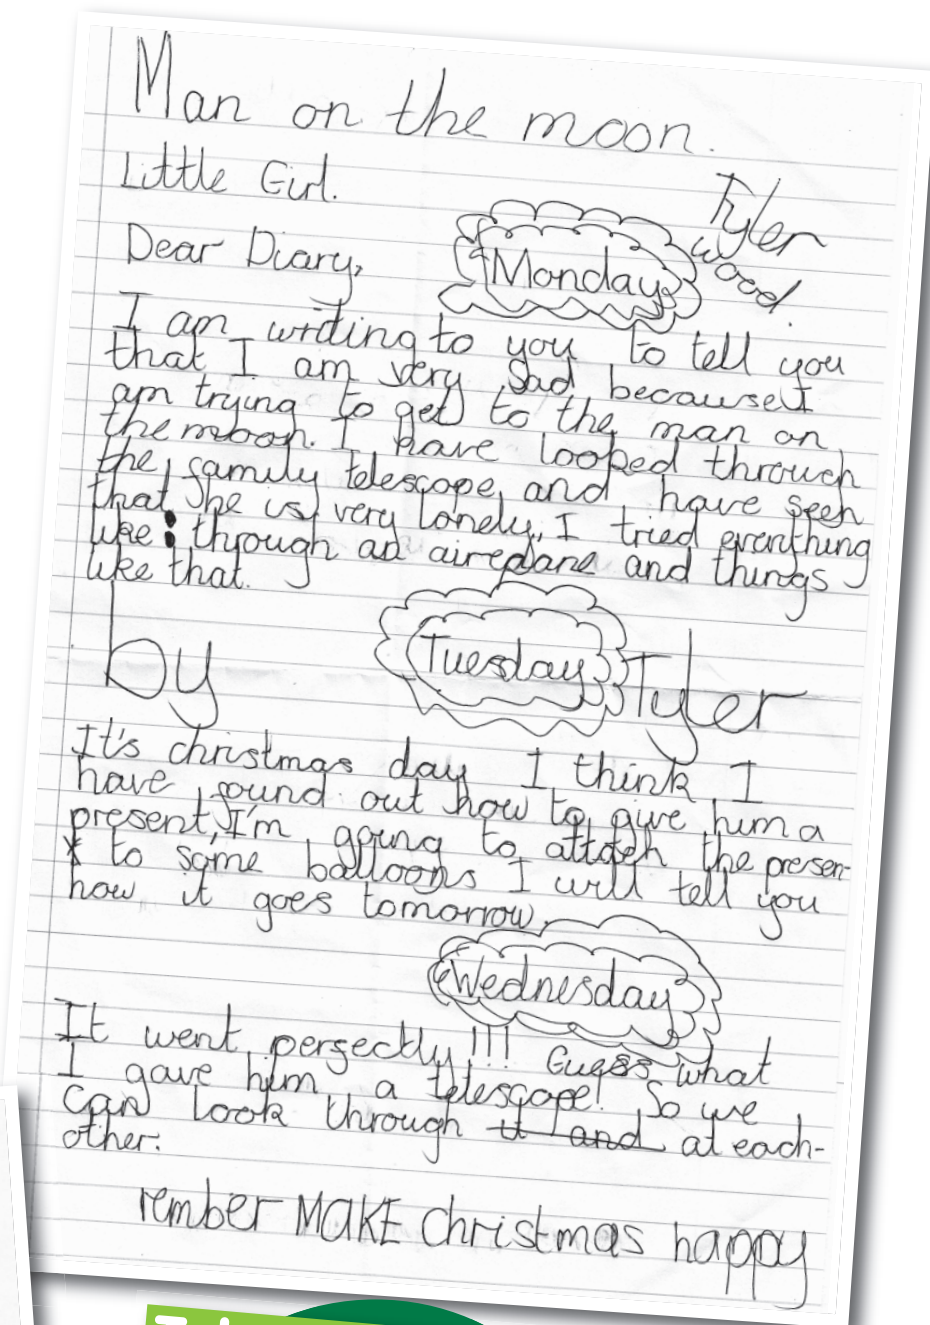 Man on the moon.
Little Girl.
Tyler
Wood.
Dear Diary,
Monday
I am writing to you to tell you
that I am very sad because I
am trying to get to the man on
the moon. I have looked through
the family telescope, and have seen
that he is very lonely, I tried everything
like: through an aireplane and things
like that.
by Tyler
Tuesday
It's christmas day I think I
have found out how to give him a
present, I'm going to attach the presen-
t to some balloons I will tell you
how it goes tomorrow.
Wednesday
It went perfectly!!! Guess what
I gave him a telescope! So we
can look through it and at each-
other.
rember MAKE christmas happy